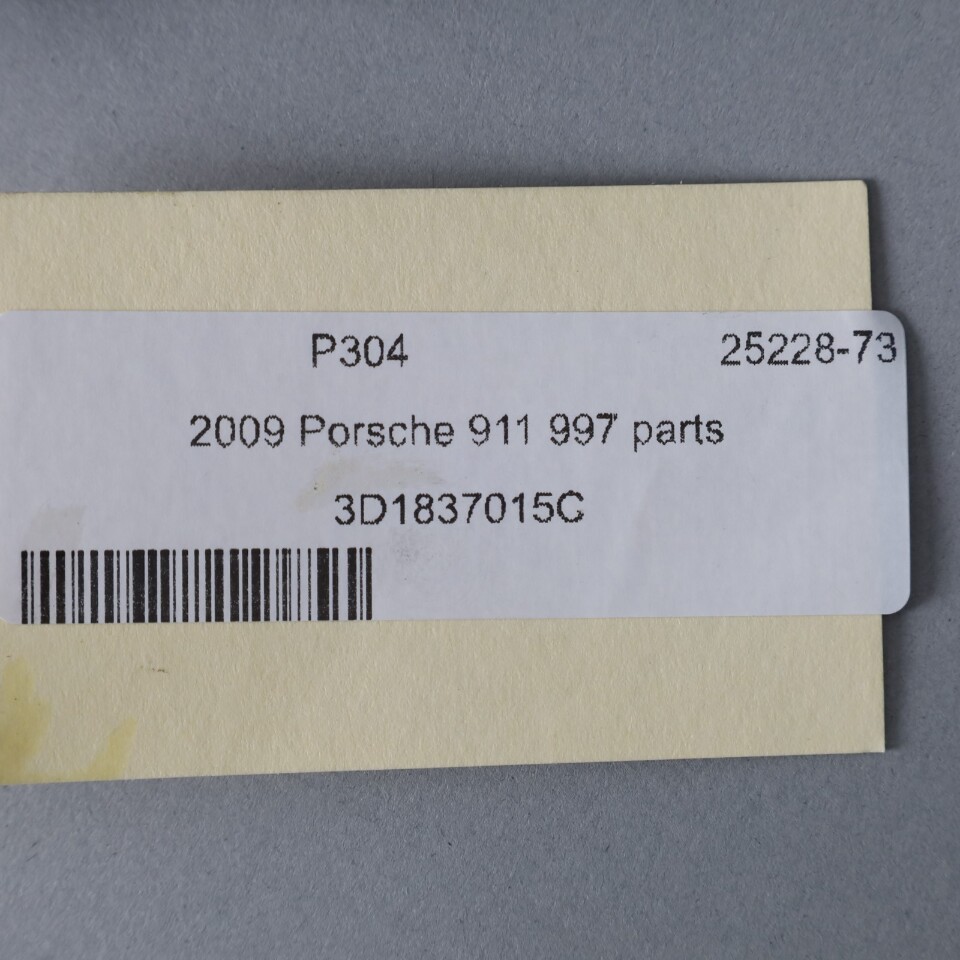 P304 25228-73
2009 Porsche 911 997 parts
3D1837015C